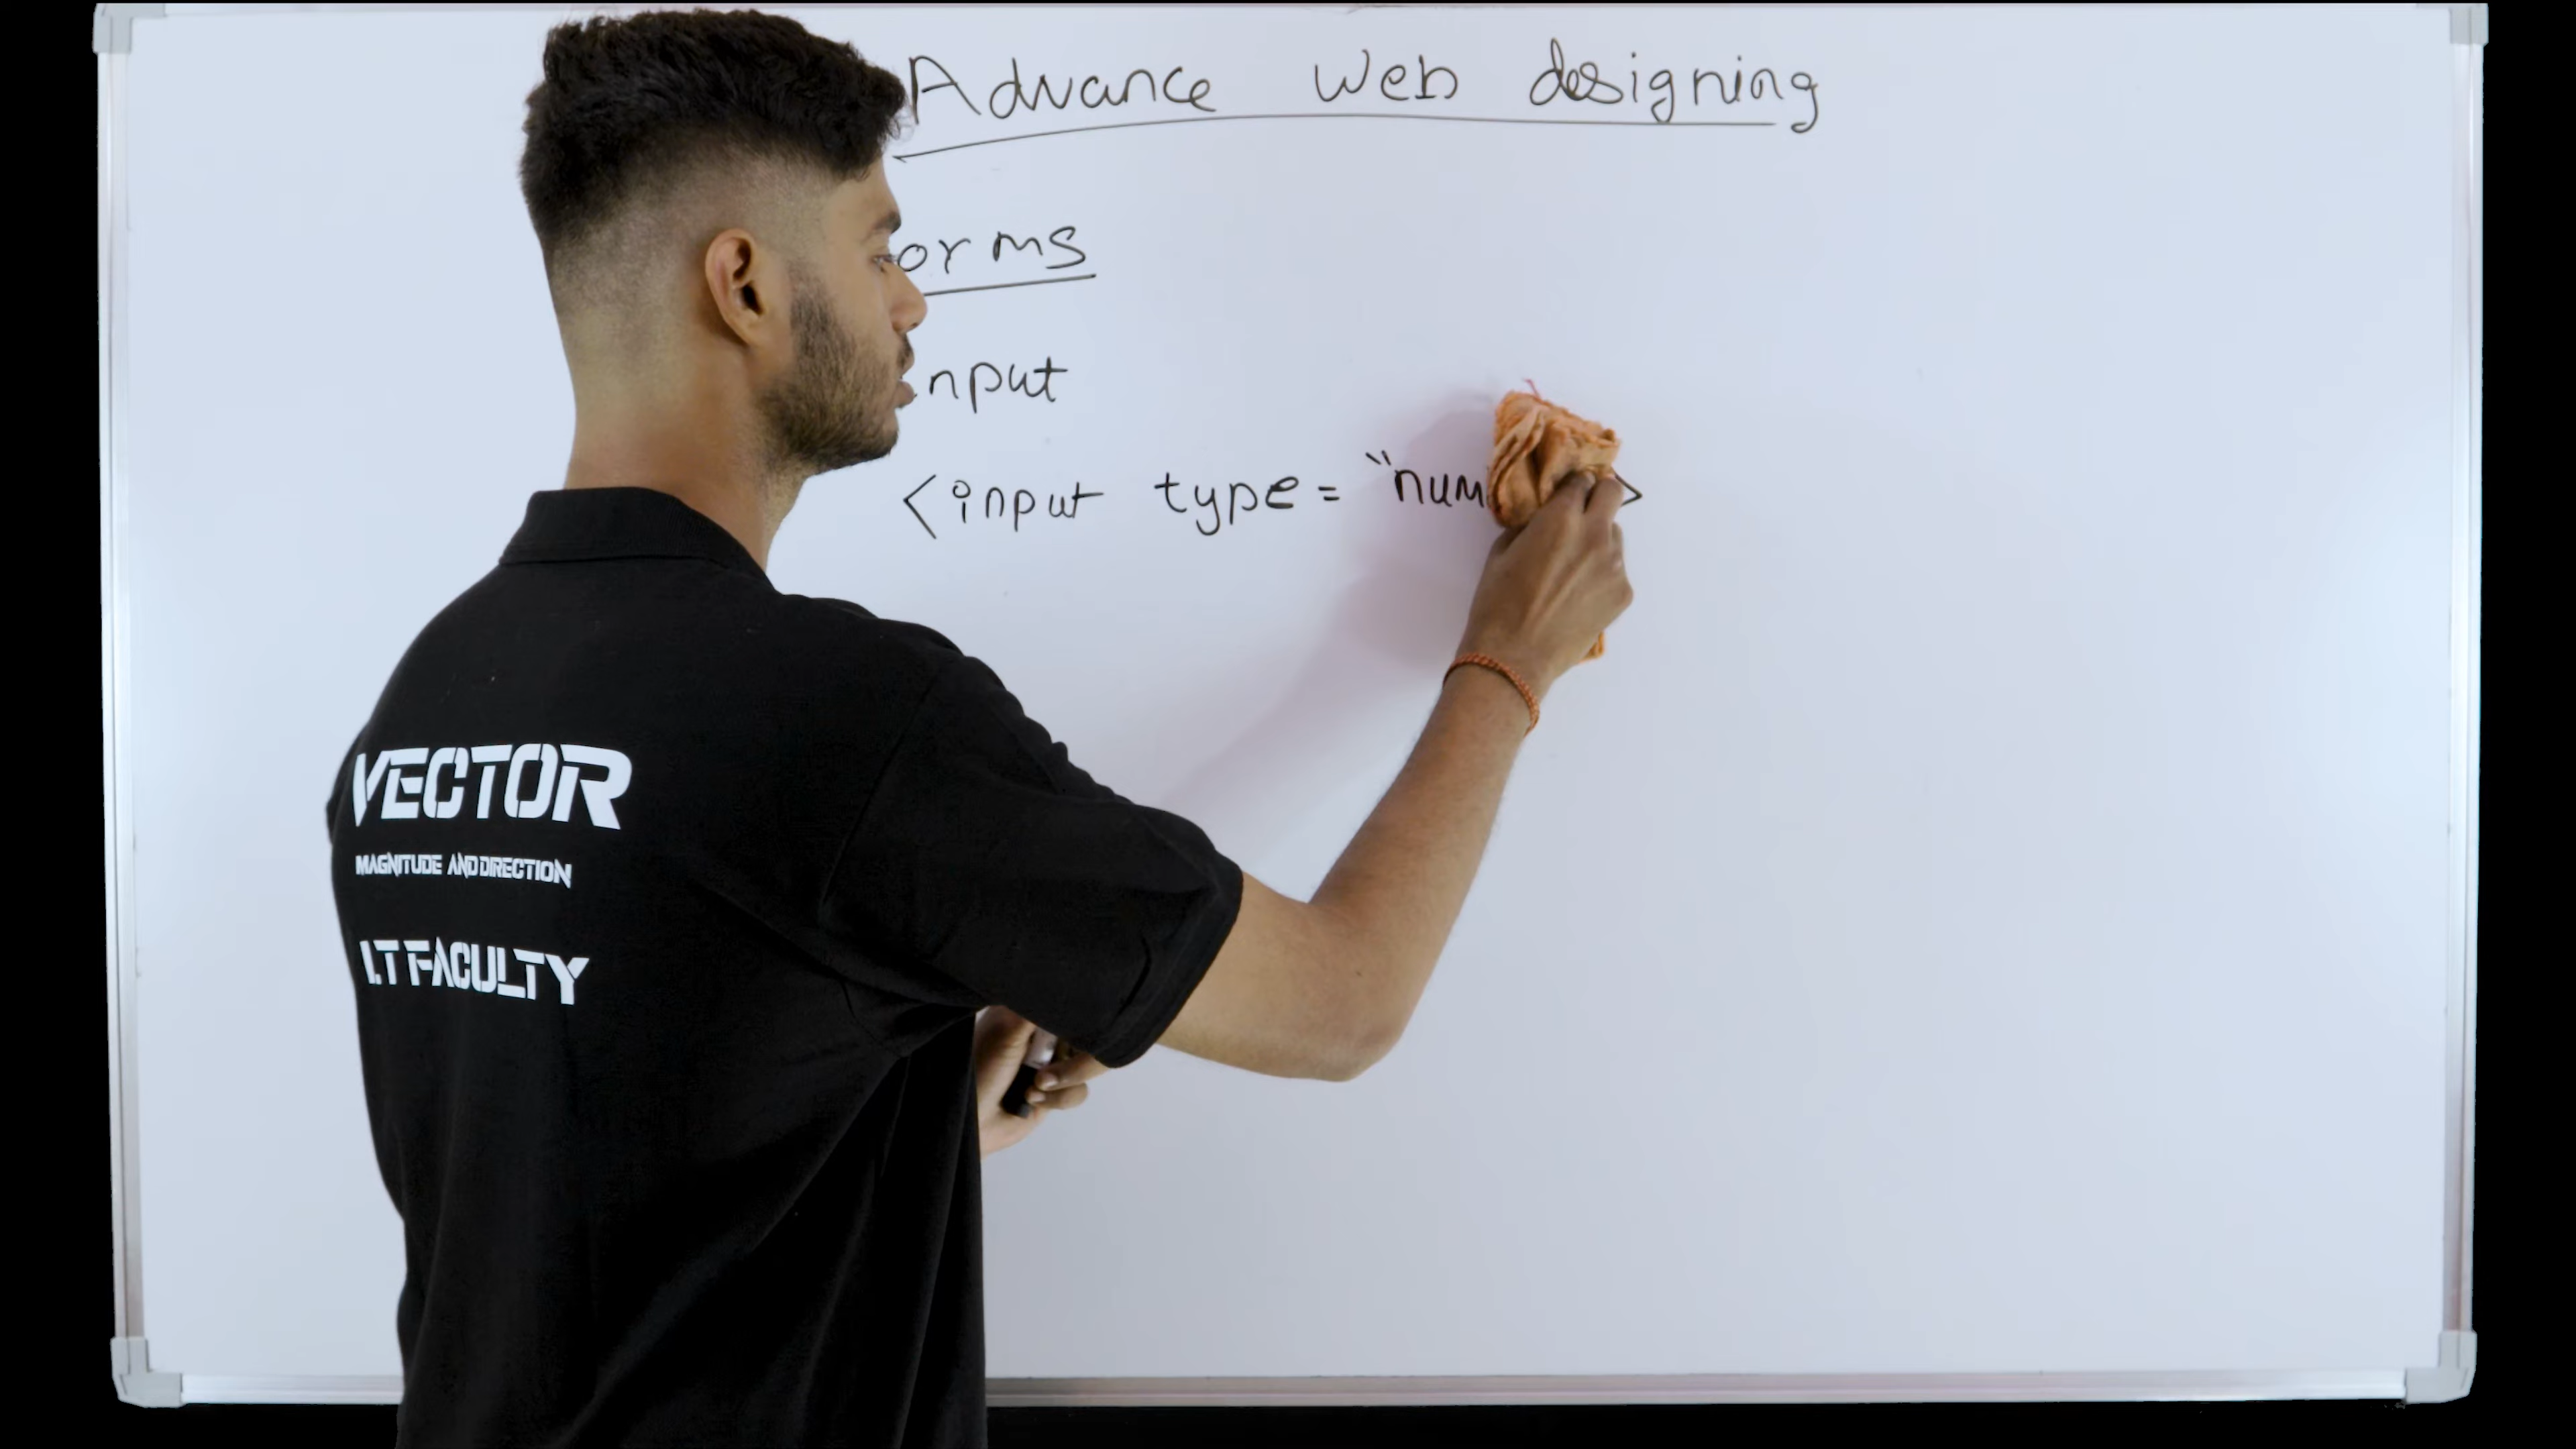 Advance Web designing
orms
nput
<input type= "num >
VECTOR
MAGNITUDE AND DIRECTION
I.T FACULTY